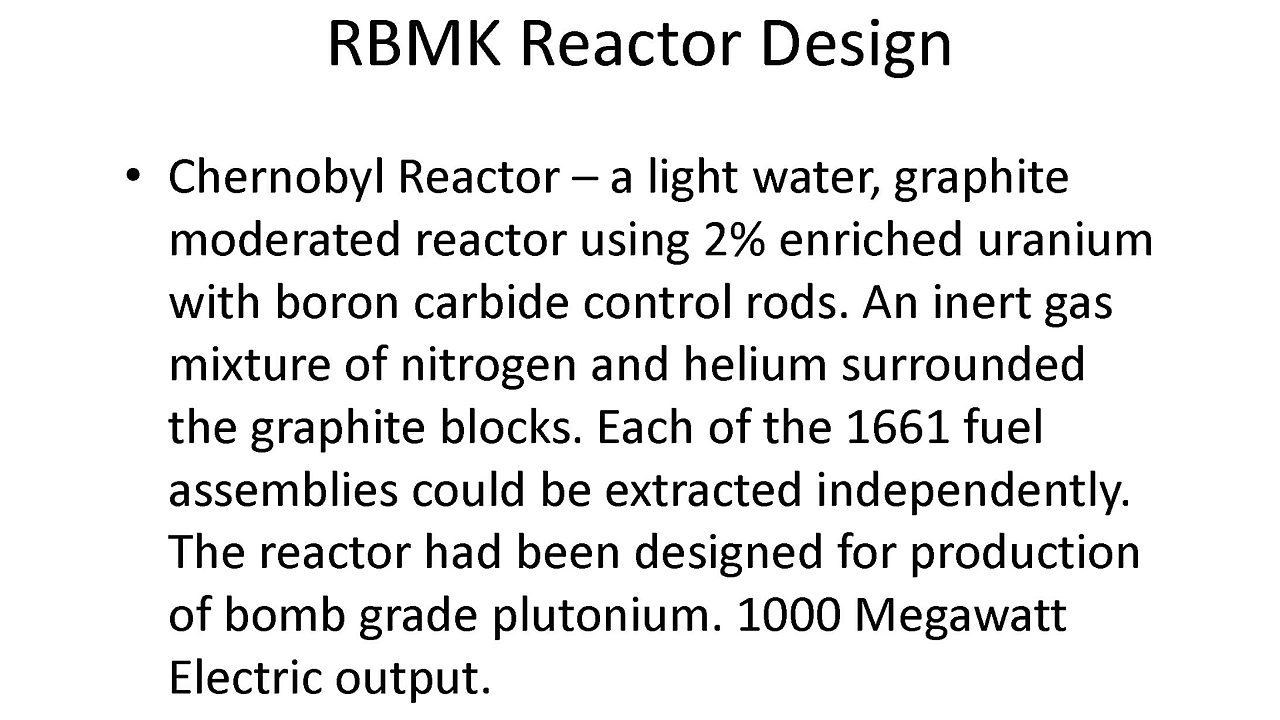 RBMK Reactor Design
• Chernobyl Reactor – a light water, graphite
moderated reactor using 2% enriched uranium
with boron carbide control rods. An inert gas
mixture of nitrogen and helium surrounded
the graphite blocks. Each of the 1661 fuel
assemblies could be extracted independently.
The reactor had been designed for production
of bomb grade plutonium. 1000 Megawatt
Electric output.